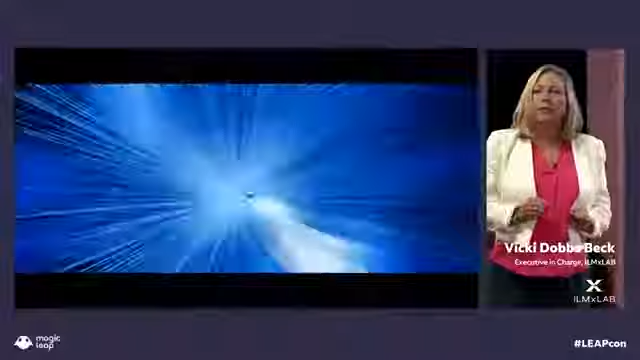 Vicki Dobbs Beck
Executive in Charge, ILMxLAB
X
ILMxLAB
magic
leap
#LEAPcon